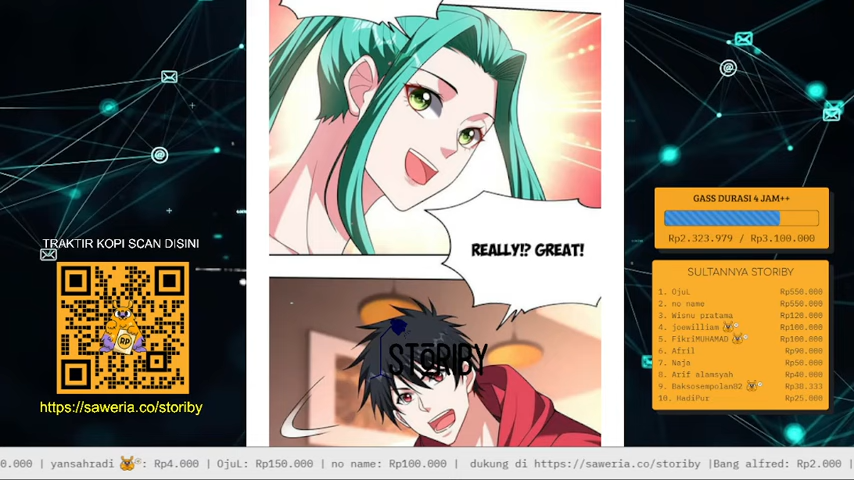 REALLY!? GREAT!
STORIBY
TRAKTIR KOPI SCAN DISINI
RP
https://saweria.co/storiby
GASS DURASI 4 JAM++
Rp2.323.979 / Rp3.100.000
SULTANNYA STORIBY
1. OjuL Rp550.000
2. no name Rp550.000
3. Wisnu pratama Rp120.000
4. joewilliam Rp100.000
5. FikriMUHAMAD Rp100.000
6. Afril Rp90.000
7. Naja Rp50.000
8. Arif alamsyah Rp40.000
9. Baksosempolan82 Rp38.333
10. HadiPur Rp25.000
0.000 | yansahradi : Rp4.000 | OjuL: Rp150.000 | no name: Rp100.000 | dukung di https://saweria.co/storiby |Bang alfred: Rp2.000 |